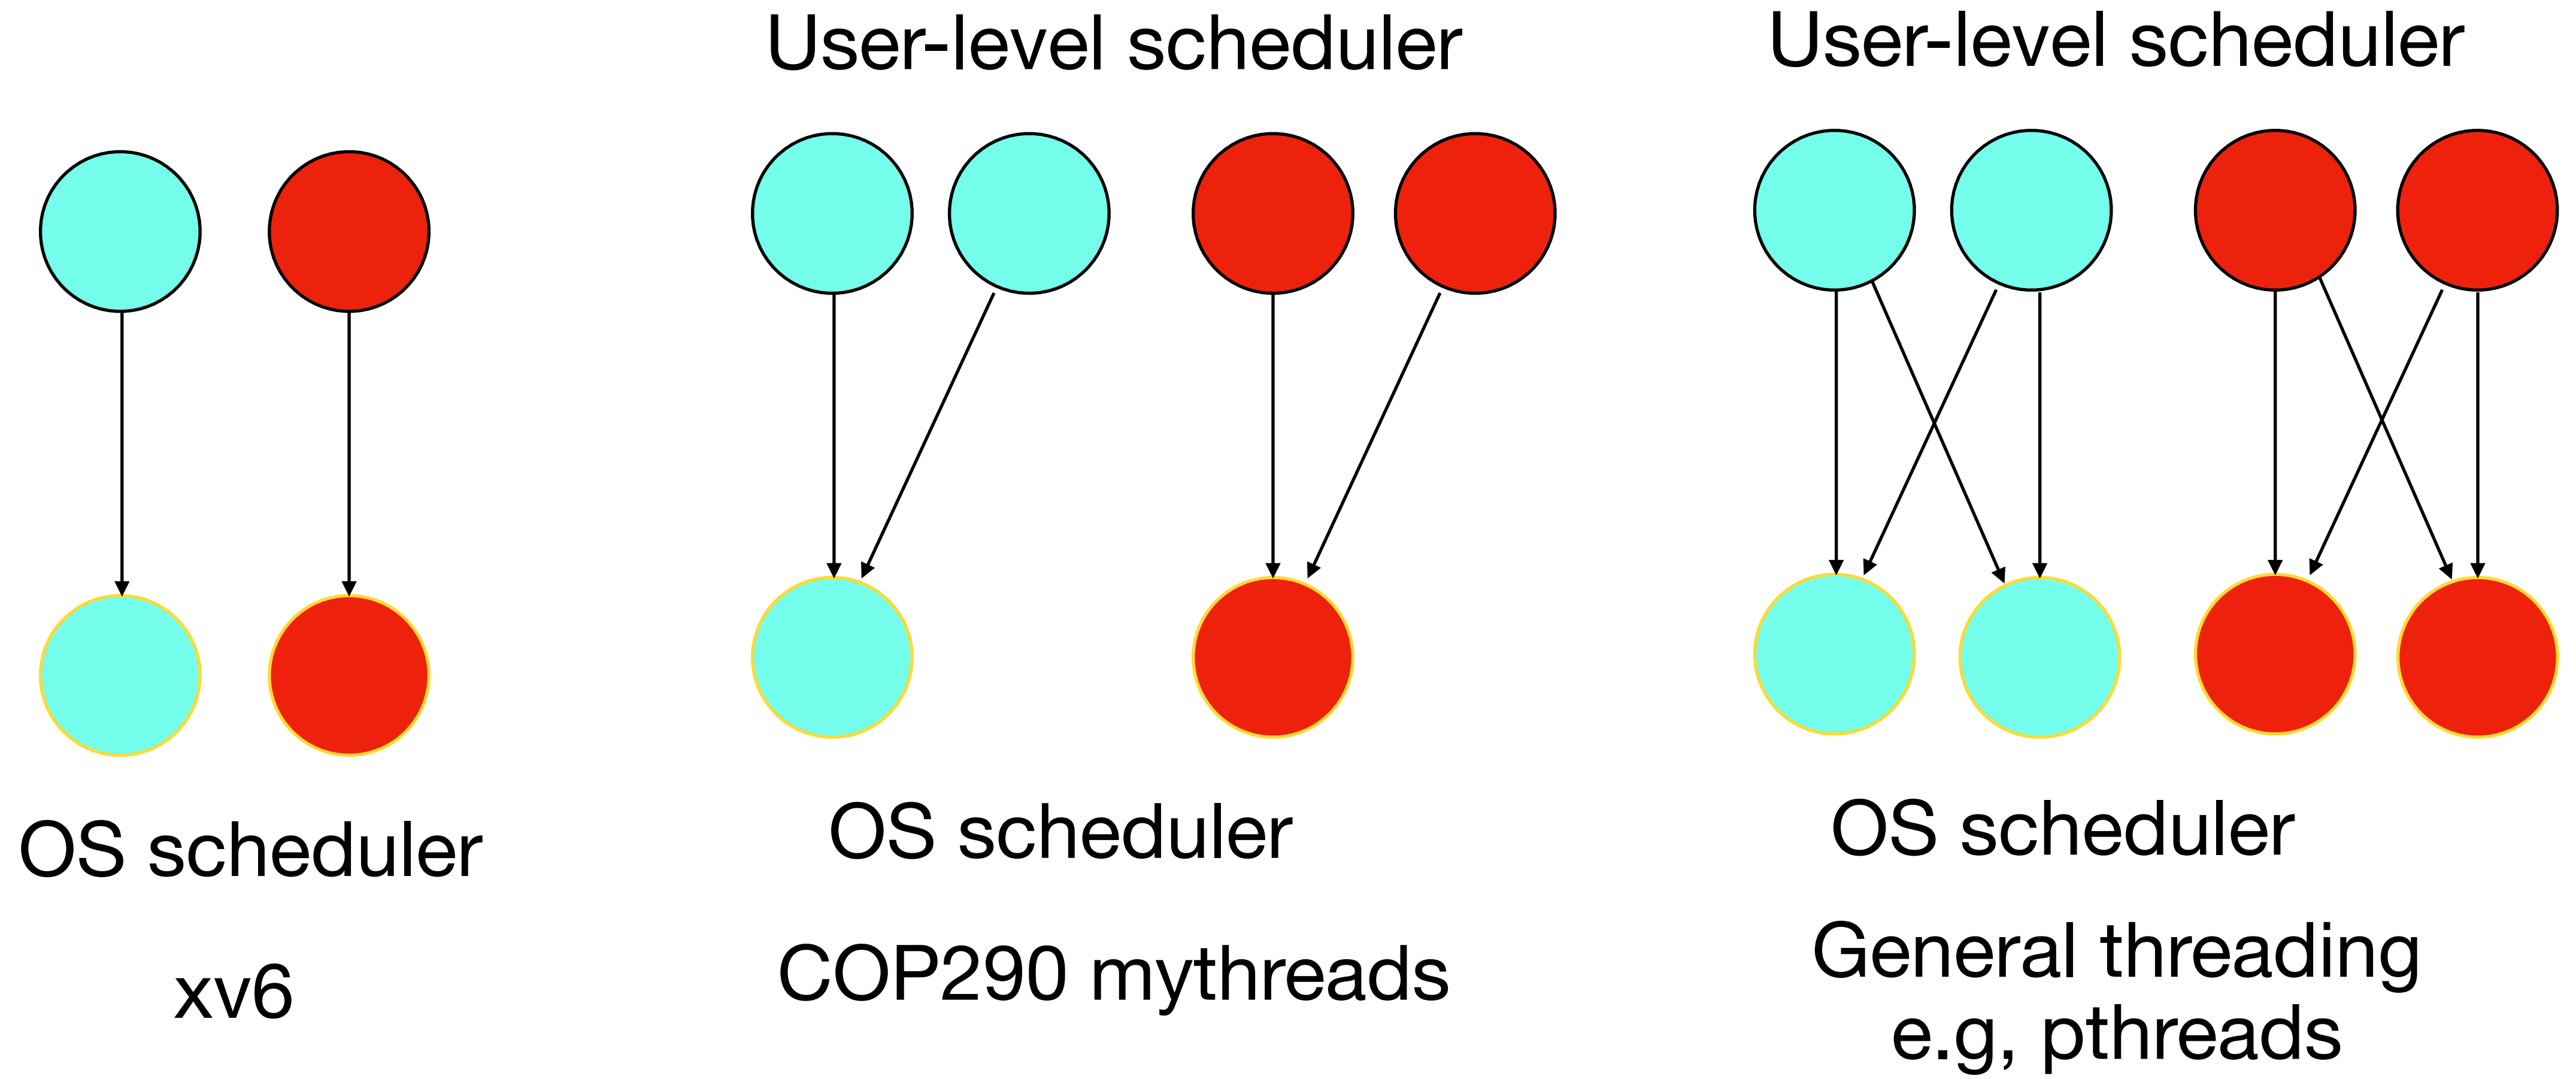 User-level scheduler
User-level scheduler
OS scheduler
OS scheduler
OS scheduler
xv6
COP290 mythreads
General threading
e.g, pthreads